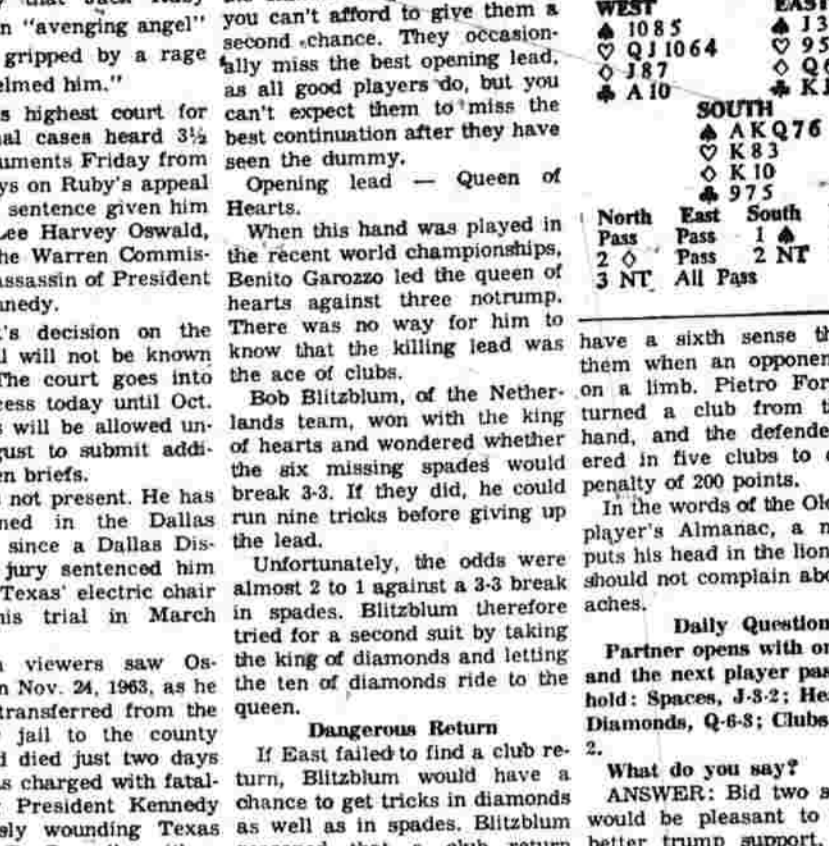 n "avenging angel"
gripped by a rage
elmed him."
s highest court for
nal cases heard 3½
uments Friday from
ys on Ruby's appeal
sentence given him
Lee Harvey Oswald,
he Warren Commis-
assassin of President
nedy.
t's decision on the
l will not be known
The court goes into
cess today until Oct.
s will be allowed un-
gust to submit addi-
en briefs.
not present. He has
ned in the Dallas
since a Dallas Dis-
jury sentenced him
Texas' electric chair
his trial in March
viewers saw Os-
n Nov. 24, 1963, as he
transferred from the
jail to the county
d died just two days
s charged with fatal-
President Kennedy
sly wounding Texas
you can't afford to give them a
second chance. They occasion-
ally miss the best opening lead,
as all good players do, but you
can't expect them to miss the
best continuation after they have
seen the dummy.
Opening lead — Queen of
Hearts.
When this hand was played in
the recent world championships,
Benito Garozzo led the queen of
hearts against three notrump.
There was no way for him to
know that the killing lead was
the ace of clubs.
Bob Blitzblum, of the Nether-
lands team, won with the king
of hearts and wondered whether
the six missing spades would
break 3-3. If they did, he could
run nine tricks before giving up
the lead.
Unfortunately, the odds were
almost 2 to 1 against a 3-3 break
in spades. Blitzblum therefore
tried for a second suit by taking
the king of diamonds and letting
the ten of diamonds ride to the
queen.
Dangerous Return
If East failed to find a club re-
turn, Blitzblum would have a
chance to get tricks in diamonds
as well as in spades. Blitzblum
that a club return
WEST EAST
♠ 10 8 5 ♠ J 3
♡ Q J 10 6 4 ♡ 9 5
◇ J 8 7 ◇ Q
♣ A 10 ♣ K
SOUTH
♠ A K Q 7 6
♡ K 8 3
◇ K 10
♣ 9 7 5
North East South
Pass Pass 1 ♠
2 ◇ Pass 2 NT
3 NT All Pass
have a sixth sense th
them when an opponen
on a limb. Pietro For
turned a club from t
hand, and the defende
ered in five clubs to
penalty of 200 points.
In the words of the Ol
player's Almanac, a m
puts his head in the lion
should not complain abo
aches.
Daily Question
Partner opens with o
and the next player pas
hold: Spaces, J-3-2; He
Diamonds, Q-6-8; Clubs
2.
What do you say?
ANSWER: Bid two s
would be pleasant to
better trump support,